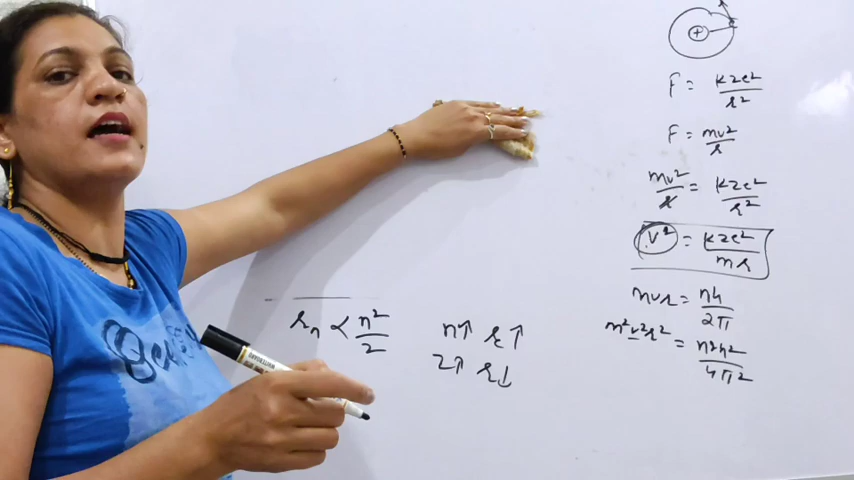 +
F = kze²/r²
F = mv²/r
mv²/r = kze²/r²
v² = kze²/mr
mvr = nh/2π
m²v²r² = n²h²/4π²
rₙ ∝ n²/z
n↑ r↑
z↑ r↓